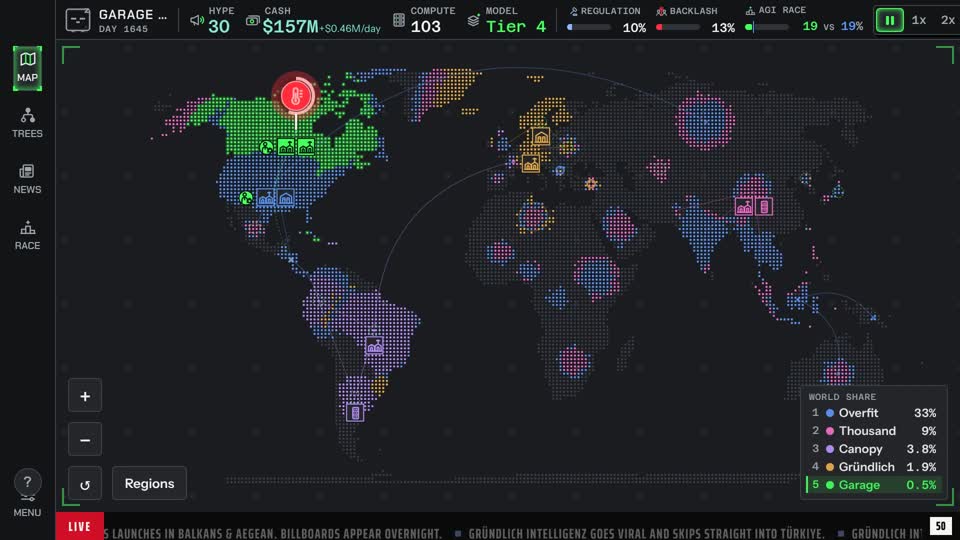 GARAGE ...
DAY 1645
HYPE
30
CASH
$157M +$0.46M/day
COMPUTE
103
MODEL
Tier 4
REGULATION
10%
BACKLASH
13%
AGI RACE
19 vs 19%
1x
2x
MAP
TREES
NEWS
RACE
?
MENU
+
−
↺
Regions
WORLD SHARE
1 Overfit 33%
2 Thousand 9%
3 Canopy 3.8%
4 Gründlich 1.9%
5 Garage 0.5%
LIVE
S LAUNCHES IN BALKANS & AEGEAN. BILLBOARDS APPEAR OVERNIGHT. GRÜNDLICH INTELLIGENZ GOES VIRAL AND SKIPS STRAIGHT INTO TÜRKIYE. GRÜNDLICH IN
50